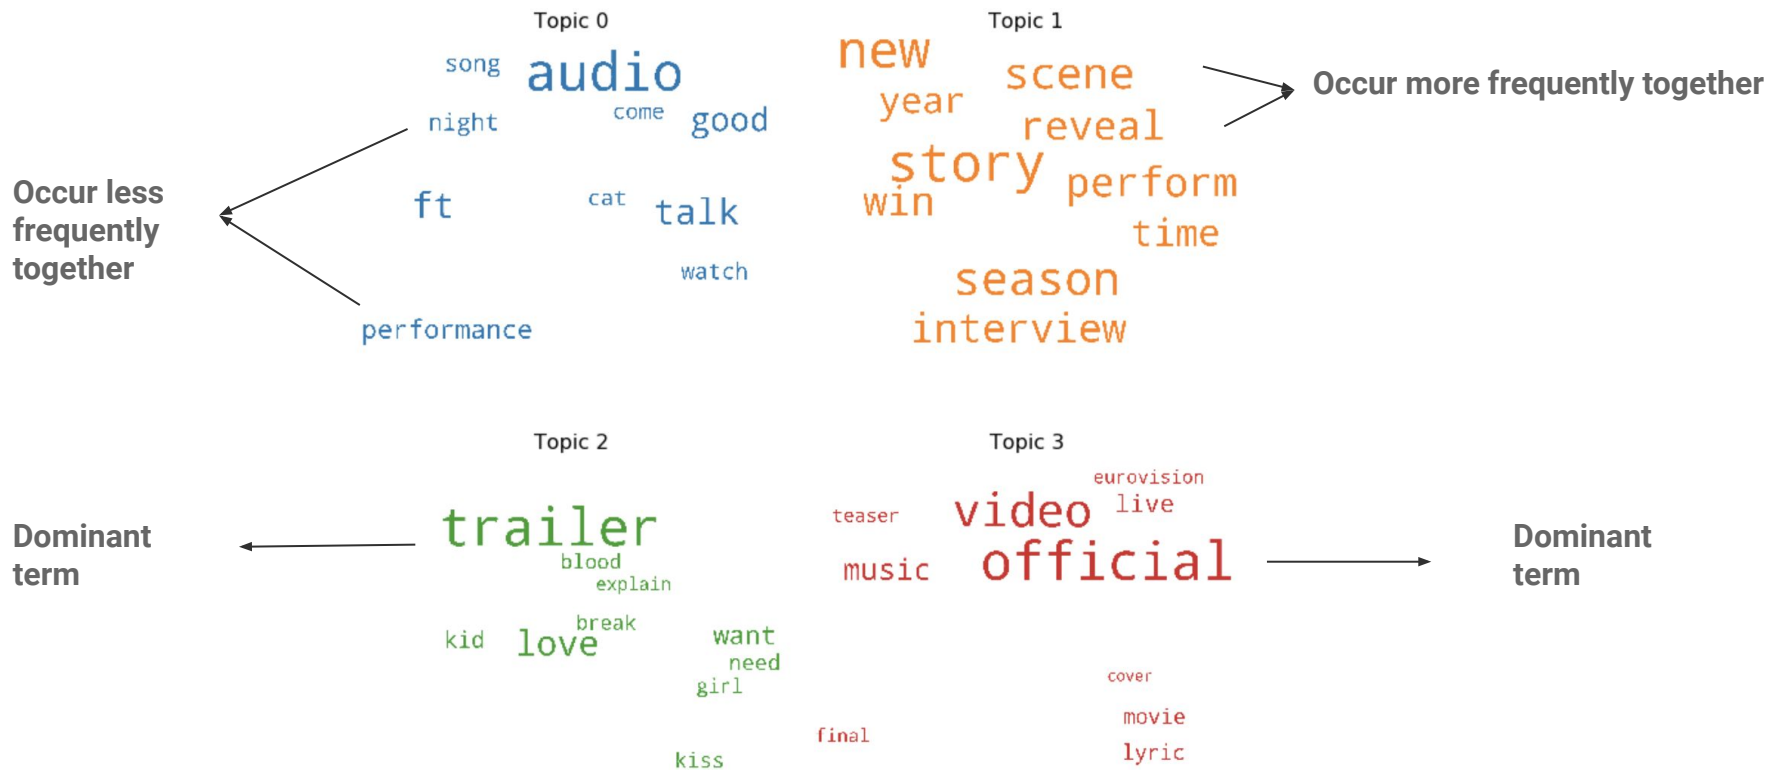 Topic 0
song
audio
come
good
night
ft
cat
talk
watch
performance
Occur less
frequently
together
Topic 1
new
scene
year
reveal
story
perform
win
time
season
interview
Occur more frequently together
Topic 2
trailer
blood
explain
break
kid
love
want
need
girl
kiss
Dominant
term
Topic 3
eurovision
teaser
video
live
music
official
cover
movie
final
lyric
Dominant
term